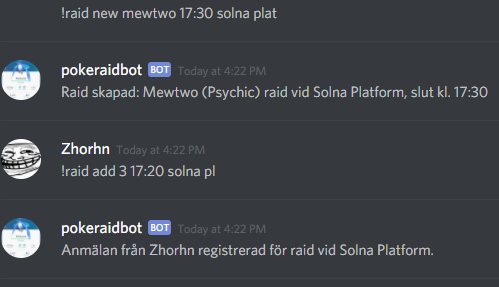 !raid new mewtwo 17:30 solna plat
pokeraidbot BOT Today at 4:22 PM
Raid skapad: Mewtwo (Psychic) raid vid Solna Platform, slut kl. 17:30
Zhorhn Today at 4:22 PM
!raid add 3 17:20 solna pl
pokeraidbot BOT Today at 4:22 PM
Anmälan från Zhorhn registrerad för raid vid Solna Platform.